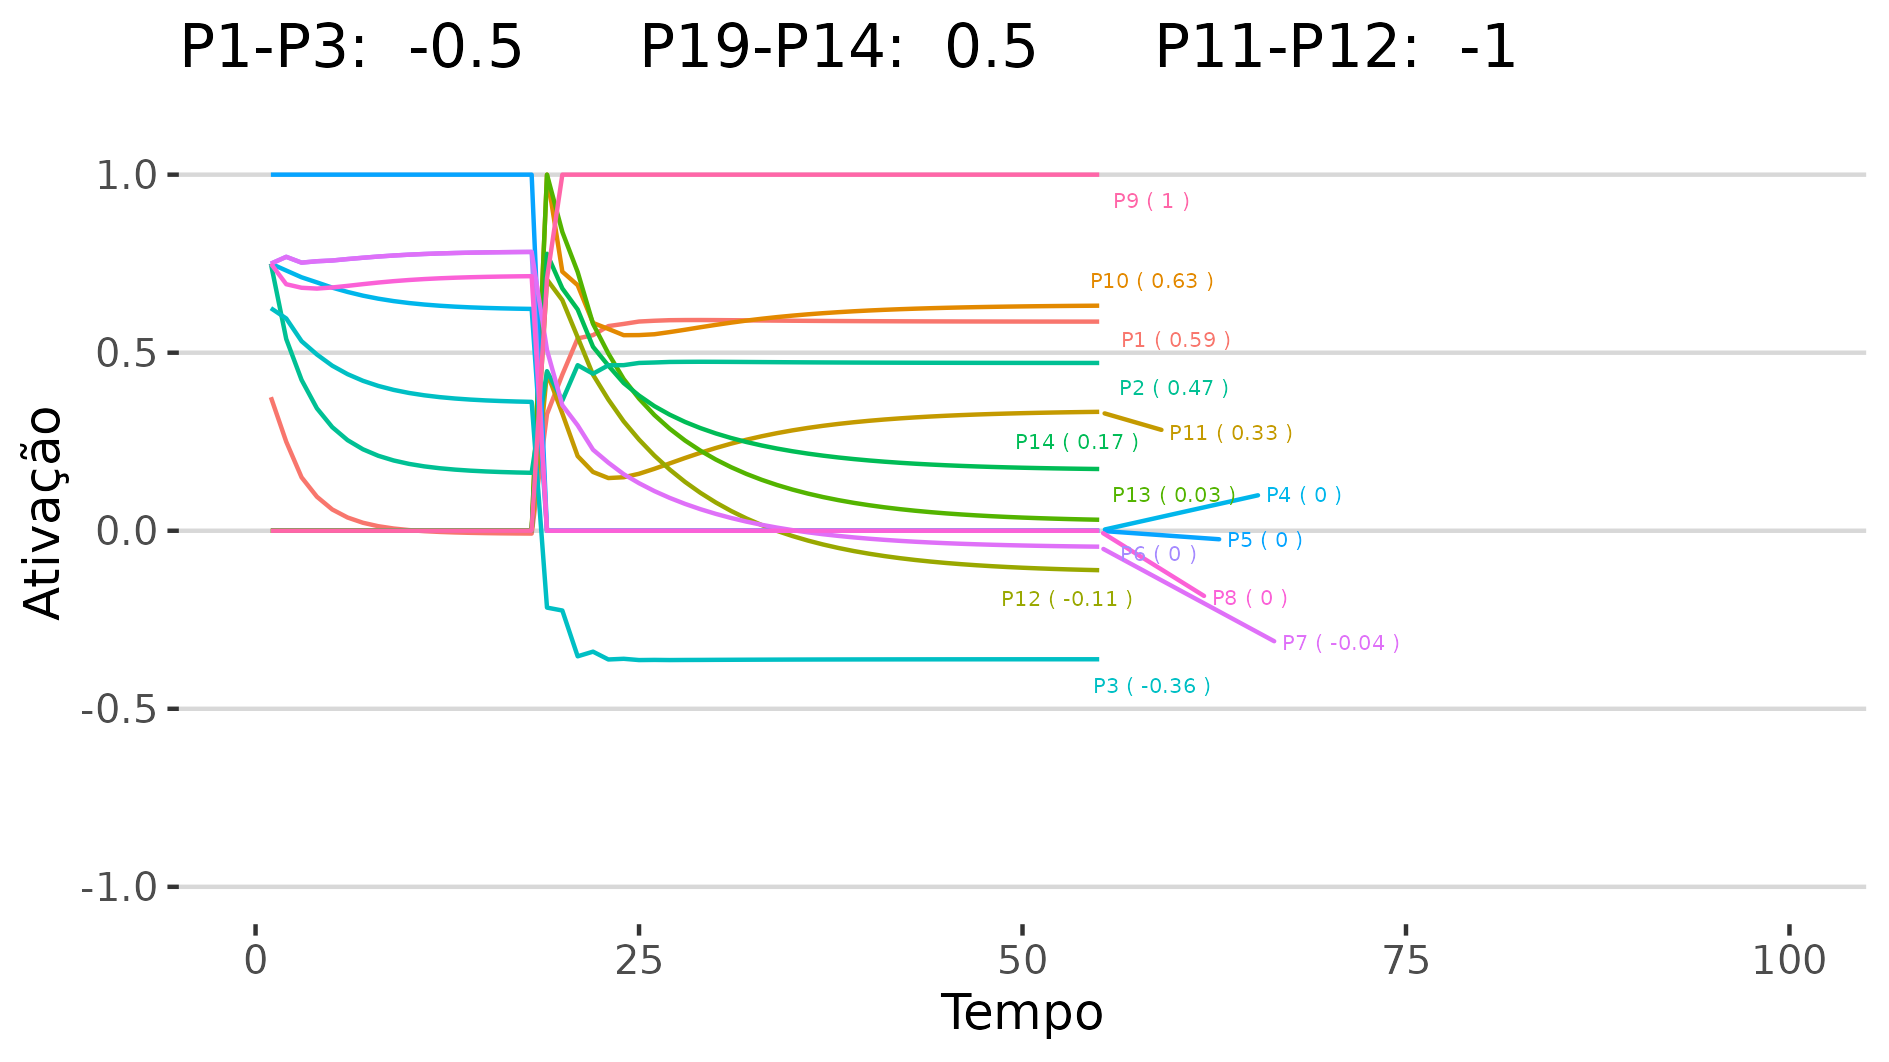 P1-P3: -0.5 P19-P14: 0.5 P11-P12: -1
1.0
P9 ( 1 )
P10 ( 0.63 )
P1 ( 0.59 )
0.5
P2 ( 0.47 )
P11 ( 0.33 )
P14 ( 0.17 )
P13 ( 0.03 )
P4 ( 0 )
0.0
P5 ( 0 )
P6 ( 0 )
P12 ( -0.11 )
P8 ( 0 )
P7 ( -0.04 )
P3 ( -0.36 )
-0.5
-1.0
Ativação
0 25 50 75 100
Tempo